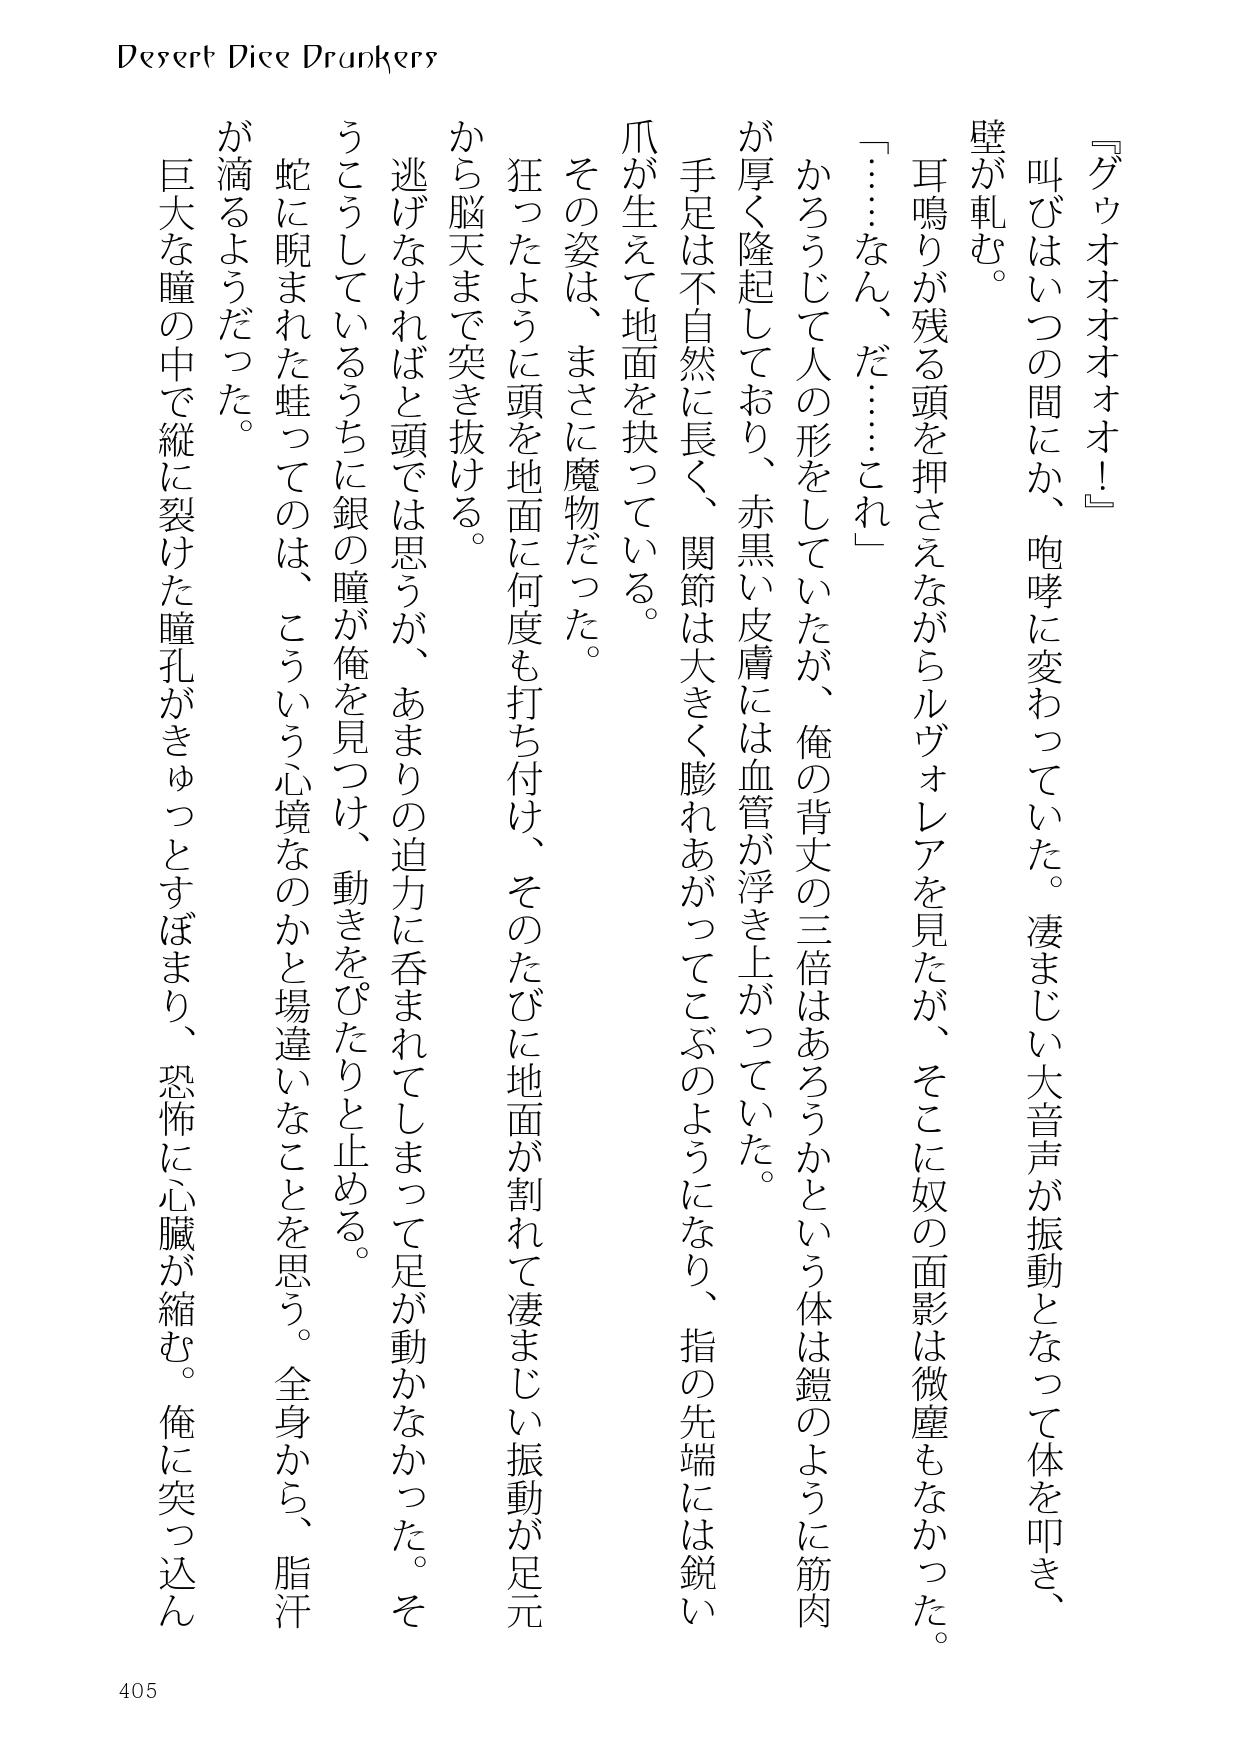 Desert Dice Drunkers
『グゥオオオオォオ！』
叫びはいつの間にか、咆哮に変わっていた。凄まじい大音声が振動となって体を叩き、
壁が軋む。
耳鳴りが残る頭を押さえながらルヴォレアを見たが、そこに奴の面影は微塵もなかった。
「……なん、だ……これ」
かろうじて人の形をしていたが、俺の背丈の三倍はあろうかという体は鎧のように筋肉
が厚く隆起しており、赤黒い皮膚には血管が浮き上がっていた。
手足は不自然に長く、関節は大きく膨れあがってこぶのようになり、指の先端には鋭い
爪が生えて地面を抉っている。
その姿は、まさに魔物だった。
狂ったように頭を地面に何度も打ち付け、そのたびに地面が割れて凄まじい振動が足元
から脳天まで突き抜ける。
逃げなければと頭では思うが、あまりの迫力に呑まれてしまって足が動かなかった。そ
うこうしているうちに銀の瞳が俺を見つけ、動きをぴたりと止める。
蛇に睨まれた蛙ってのは、こういう心境なのかと場違いなことを思う。全身から、脂汗
が滴るようだった。
巨大な瞳の中で縦に裂けた瞳孔がきゅっとすぼまり、恐怖に心臓が縮む。俺に突っ込ん
405